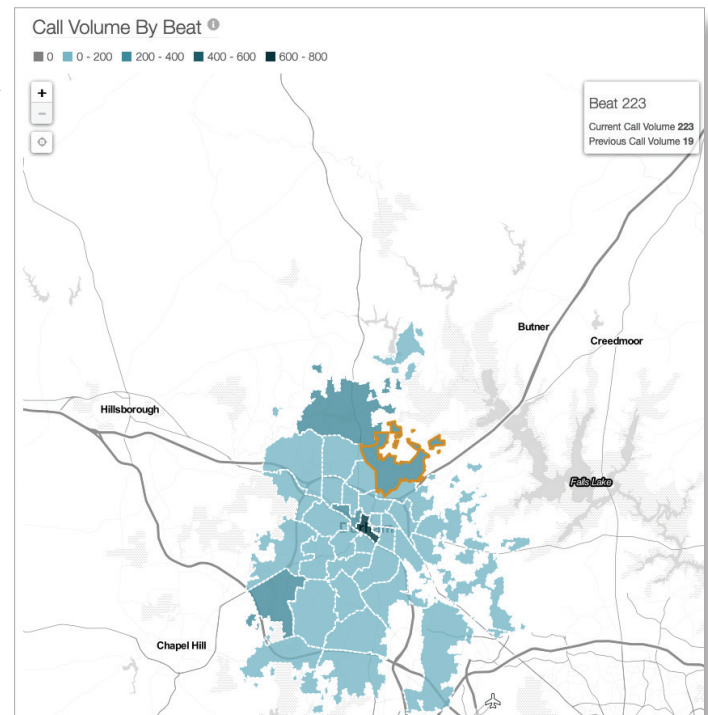 Call Volume By Beat
0 0 - 200 200 - 400 400 - 600 600 - 800
+
-
Beat 223
Current Call Volume 223
Previous Call Volume 19
Butner
Creedmoor
Hillsborough
Falls Lake
Chapel Hill